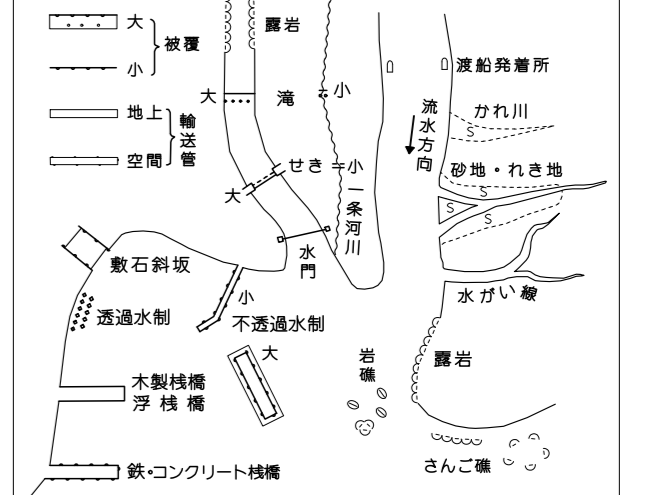 大
小
被覆
地上
空間
輸送管
露岩
大
滝
小
せき
小
大
一条河川
水門
流水方向
渡船発着所
かれ川
S
砂地・れき地
S
S
S
水がい線
敷石斜坂
透過水制
小
不透過水制
大
木製桟橋
浮桟橋
鉄・コンクリート桟橋
岩礁
露岩
さんご礁